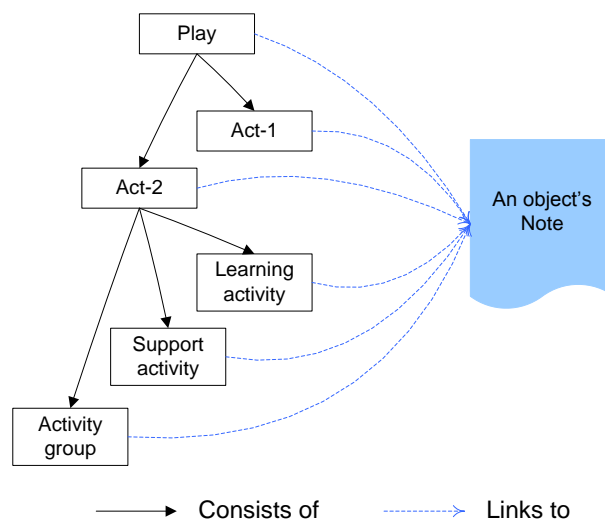 Play
Act-1
Act-2
An object's
Note
Learning
activity
Support
activity
Activity
group
Consists of
Links to